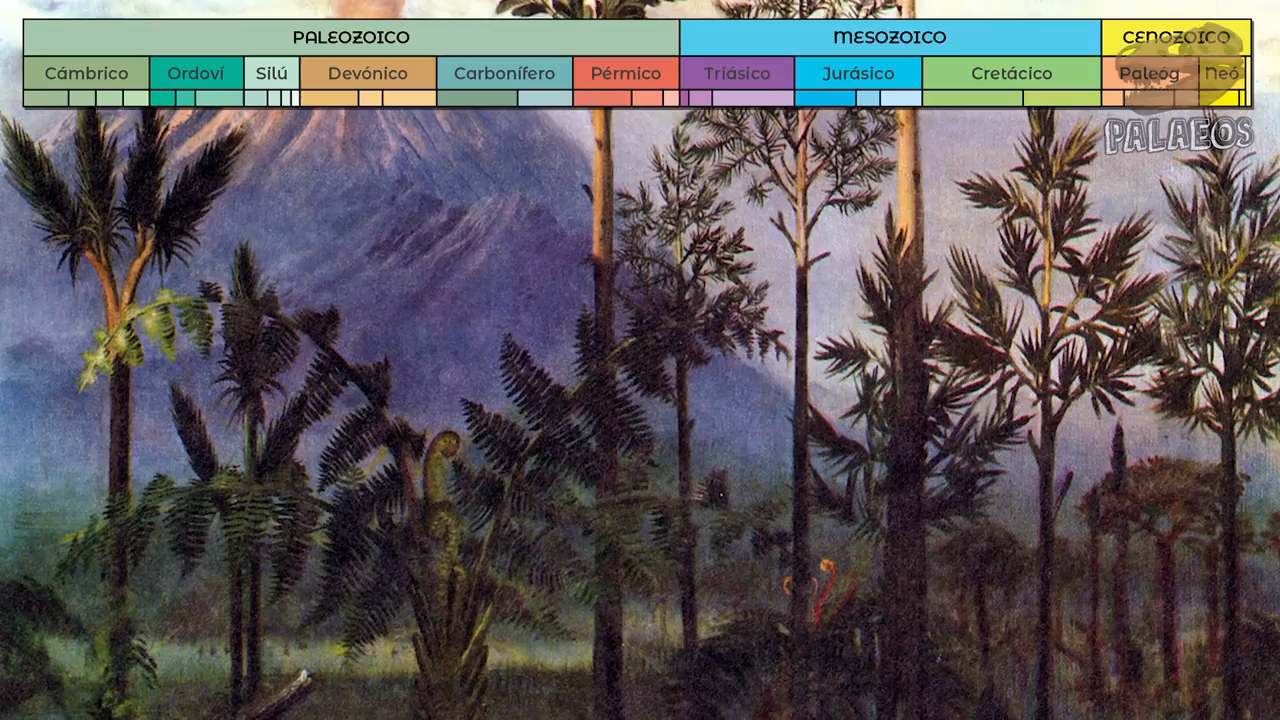 PALEOZOICO MESOZOICO CENOZOICO
Cámbrico Ordoví Silú Devónico Carbonífero Pérmico Triásico Jurásico Cretácico Paleóg Neó
PALAEOS